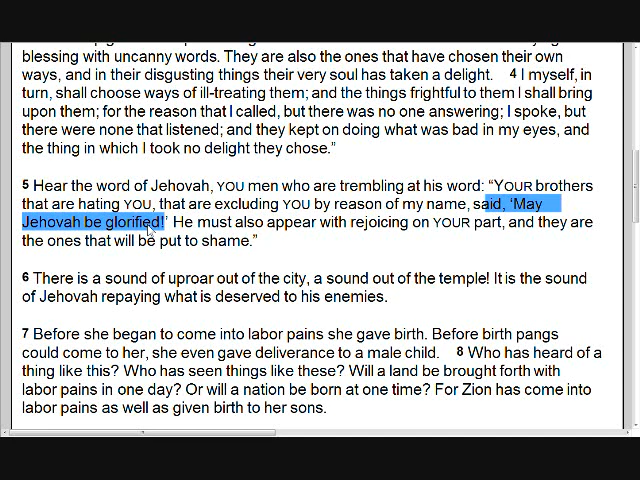 blessing with uncanny words. They are also the ones that have chosen their own
ways, and in their disgusting things their very soul has taken a delight. 4 I myself, in
turn, shall choose ways of ill-treating them; and the things frightful to them I shall bring
upon them; for the reason that I called, but there was no one answering; I spoke, but
there were none that listened; and they kept on doing what was bad in my eyes, and
the thing in which I took no delight they chose.”
5 Hear the word of Jehovah, YOU men who are trembling at his word: “YOUR brothers
that are hating YOU, that are excluding YOU by reason of my name, said, ‘May
Jehovah be glorified!’ He must also appear with rejoicing on YOUR part, and they are
the ones that will be put to shame.”
6 There is a sound of uproar out of the city, a sound out of the temple! It is the sound
of Jehovah repaying what is deserved to his enemies.
7 Before she began to come into labor pains she gave birth. Before birth pangs
could come to her, she even gave deliverance to a male child. 8 Who has heard of a
thing like this? Who has seen things like these? Will a land be brought forth with
labor pains in one day? Or will a nation be born at one time? For Zion has come into
labor pains as well as given birth to her sons.